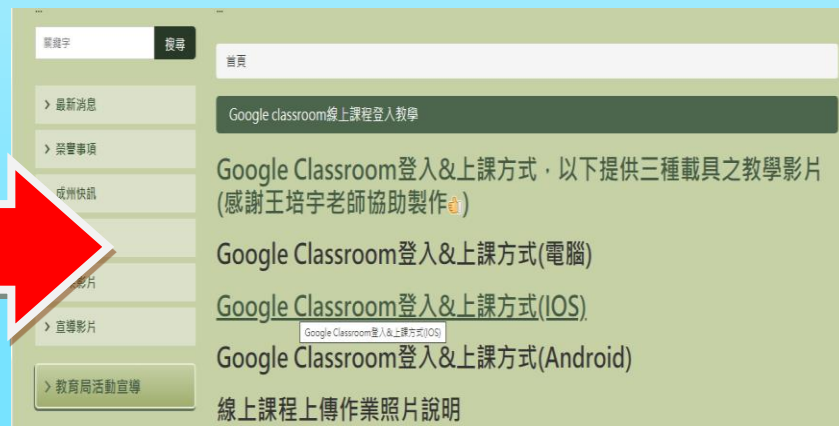 關鍵字
搜尋
首頁
> 最新消息
Google classroom線上課程登入教學
> 榮譽事項
成州快訊
影片
> 宣導影片
> 教育局活動宣導
Google Classroom登入&上課方式，以下提供三種載具之教學影片
(感謝王培宇老師協助製作👍)
Google Classroom登入&上課方式(電腦)
Google Classroom登入&上課方式(IOS)
Google Classroom登入&上課方式(IOS)
Google Classroom登入&上課方式(Android)
線上課程上傳作業照片說明